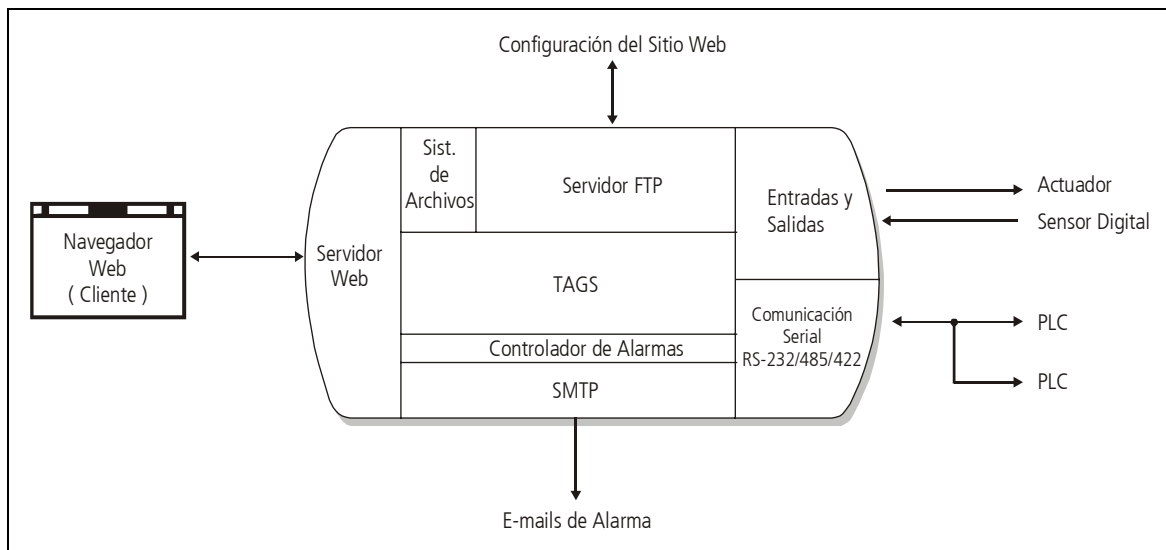 Configuración del Sitio Web
Sist.
de
Archivos
Servidor FTP
Entradas y
Salidas
Actuador
Sensor Digital
Navegador
Web
( Cliente )
Servidor
Web
TAGS
Comunicación
Serial
RS-232/485/422
PLC
PLC
Controlador de Alarmas
SMTP
E-mails de Alarma